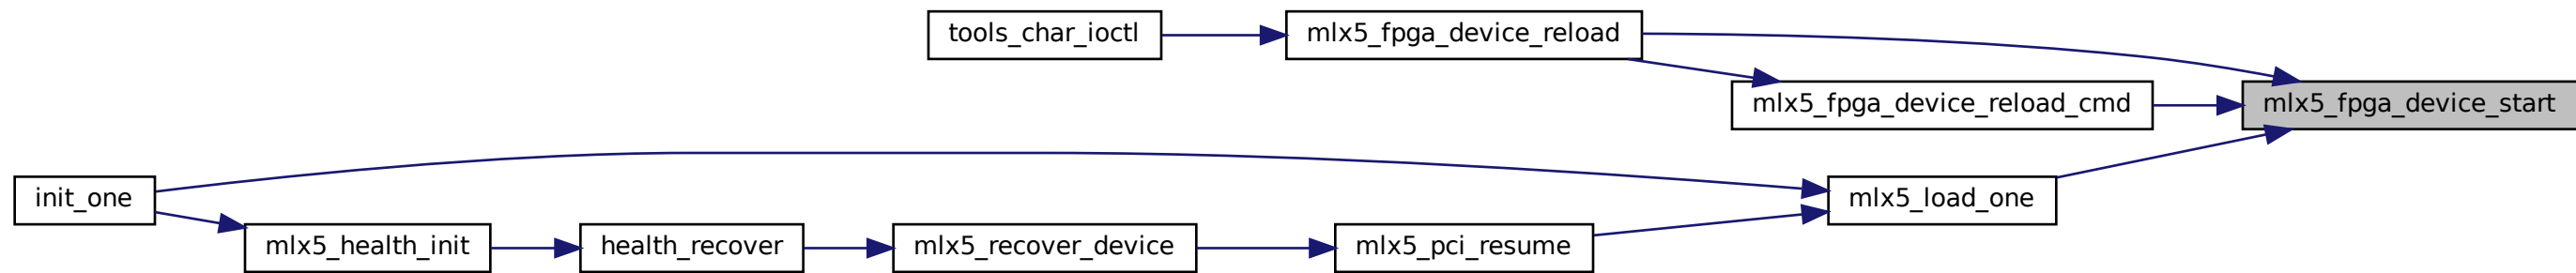 tools_char_ioctl
mlx5_fpga_device_reload
mlx5_fpga_device_reload_cmd
mlx5_fpga_device_start
init_one
mlx5_load_one
mlx5_health_init
health_recover
mlx5_recover_device
mlx5_pci_resume